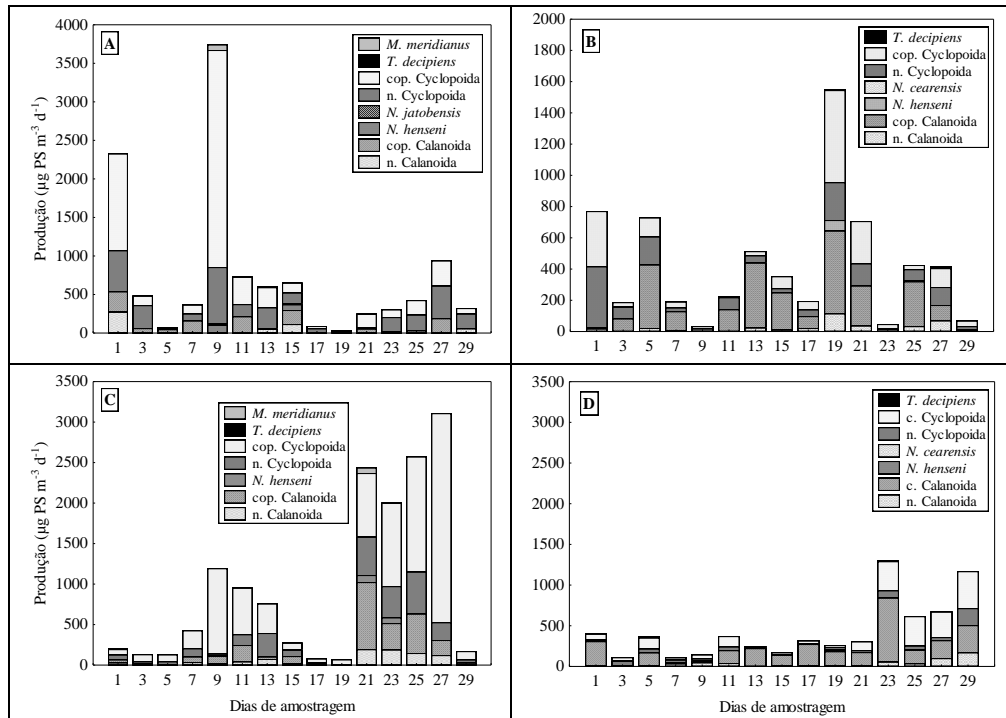 A
Produção (µg PS m⁻³ d⁻¹)
4000
3500
3000
2500
2000
1500
1000
500
0
M. meridianus
T. decipiens
cop. Cyclopoida
n. Cyclopoida
N. jatobensis
N. henseni
cop. Calanoida
n. Calanoida
1 3 5 7 9 11 13 15 17 19 21 23 25 27 29
B
2000
1800
1600
1400
1200
1000
800
600
400
200
0
T. decipiens
cop. Cyclopoida
n. Cyclopoida
N. cearensis
N. henseni
cop. Calanoida
n. Calanoida
1 3 5 7 9 11 13 15 17 19 21 23 25 27 29
C
Produção (µg PS m⁻³ d⁻¹)
3500
3000
2500
2000
1500
1000
500
0
M. meridianus
T. decipiens
cop. Cyclopoida
n. Cyclopoida
N. henseni
cop. Calanoida
n. Calanoida
1 3 5 7 9 11 13 15 17 19 21 23 25 27 29
Dias de amostragem
D
3500
3000
2500
2000
1500
1000
500
0
T. decipiens
c. Cyclopoida
n. Cyclopoida
N. cearensis
N. henseni
c. Calanoida
n. Calanoida
1 3 5 7 9 11 13 15 17 19 21 23 25 27 29
Dias de amostragem